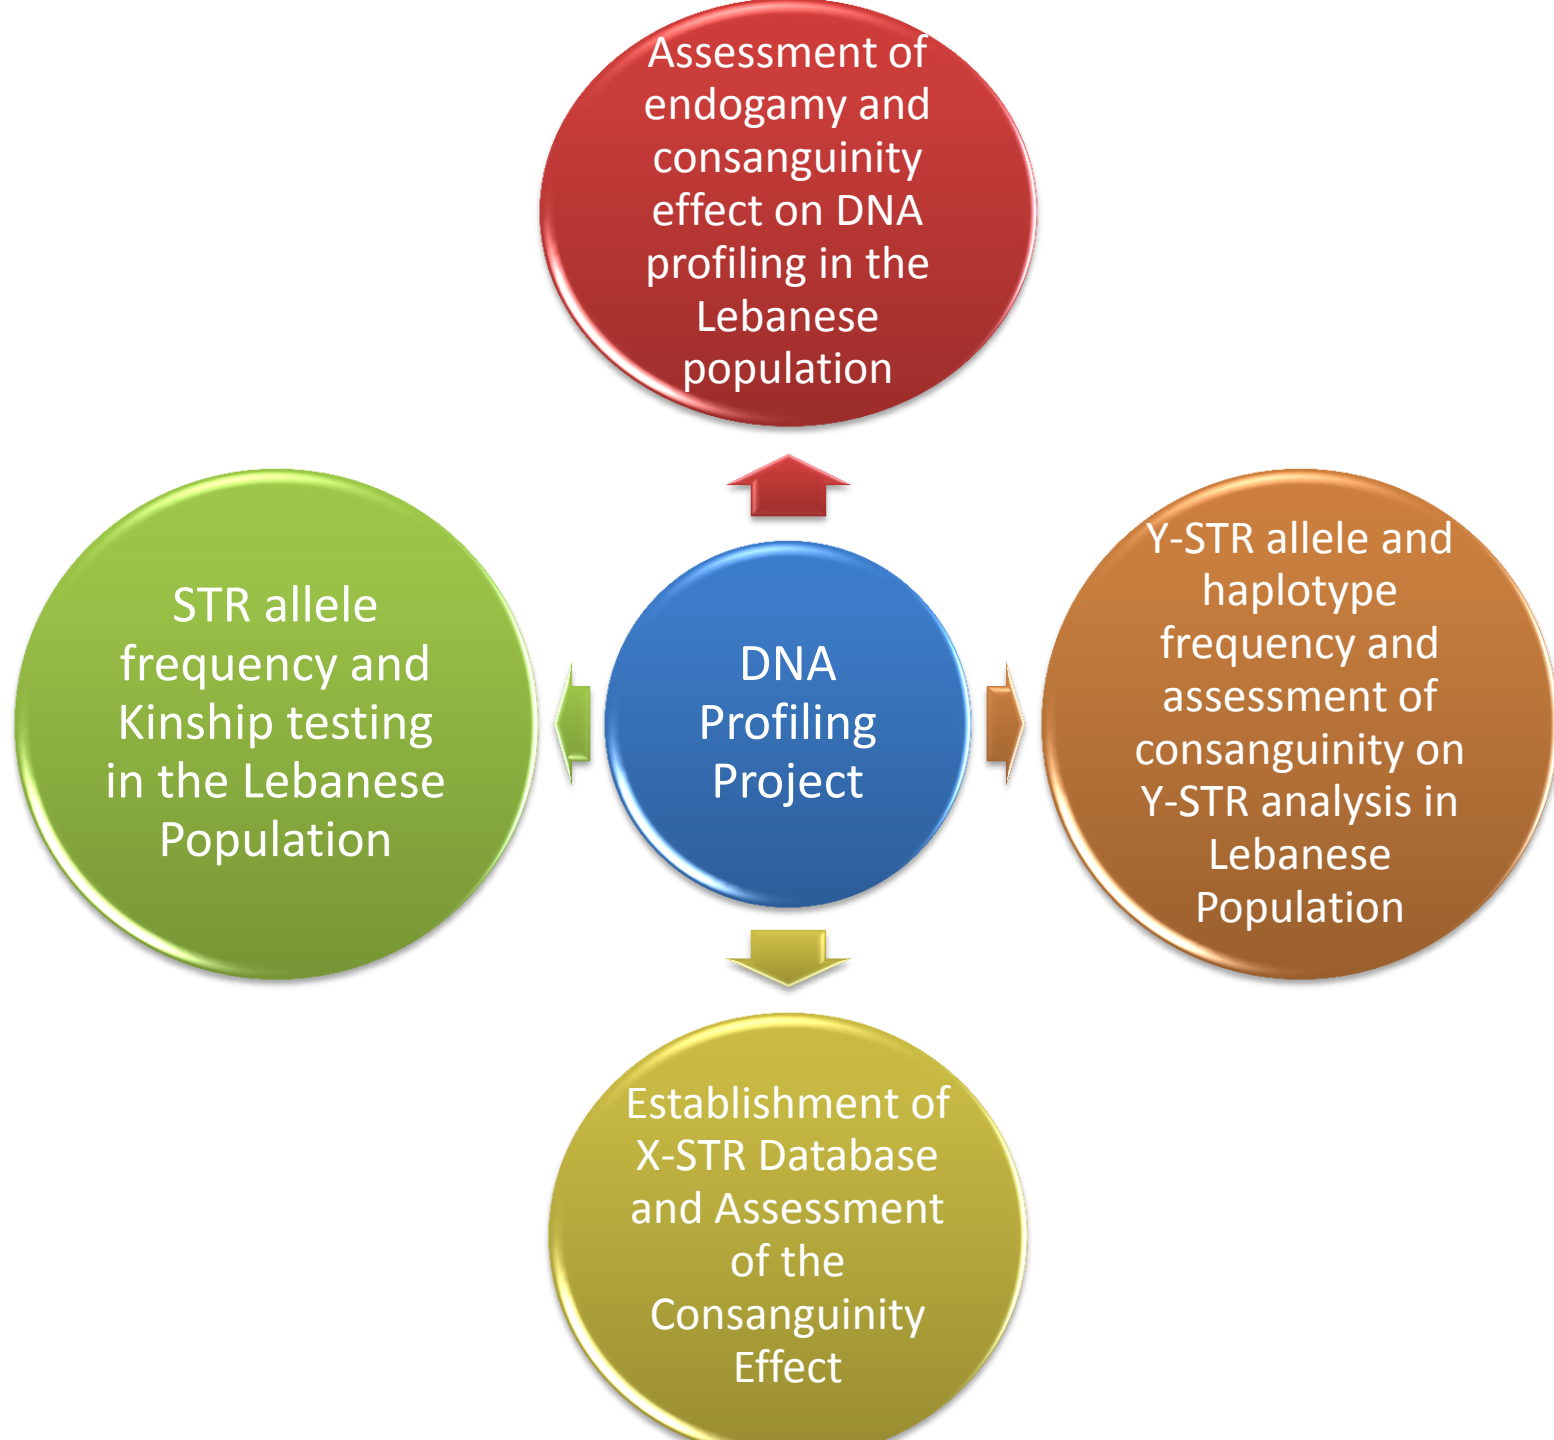 Assessment of
endogamy and
consanguinity
effect on DNA
profiling in the
Lebanese
population
STR allele
frequency and
Kinship testing
in the Lebanese
Population
DNA
Profiling
Project
Y-STR allele and
haplotype
frequency and
assessment of
consanguinity on
Y-STR analysis in
Lebanese
Population
Establishment of
X-STR Database
and Assessment
of the
Consanguinity
Effect